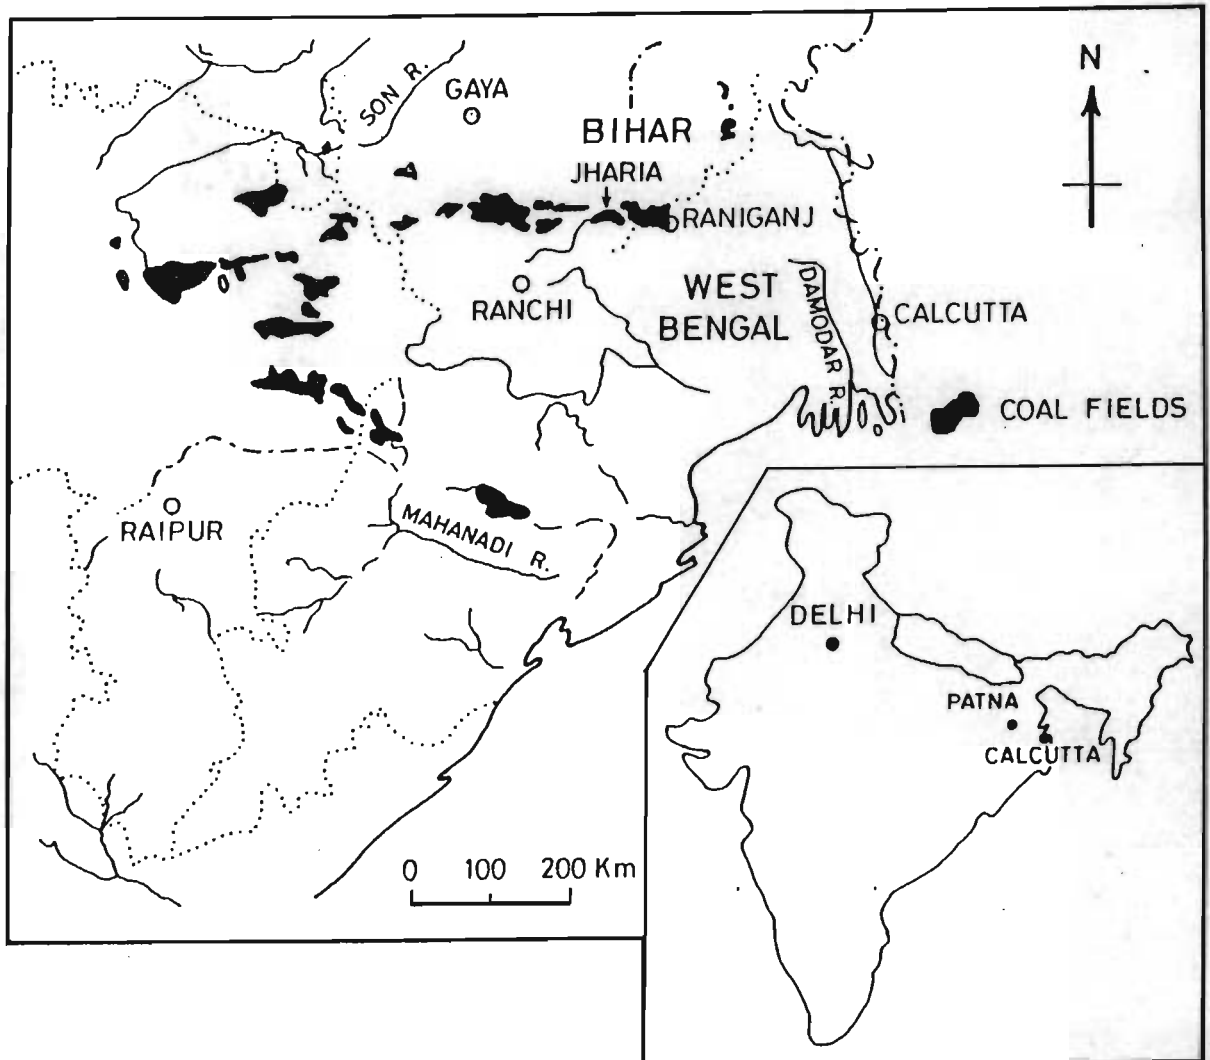 N
SON R.
GAYA
BIHAR
JHARIA
RANIGANJ
RANCHI
WEST
BENGAL
DAMODAR R.
CALCUTTA
COAL FIELDS
RAIPUR
MAHANADI R.
0 100 200 Km
DELHI
PATNA
CALCUTTA